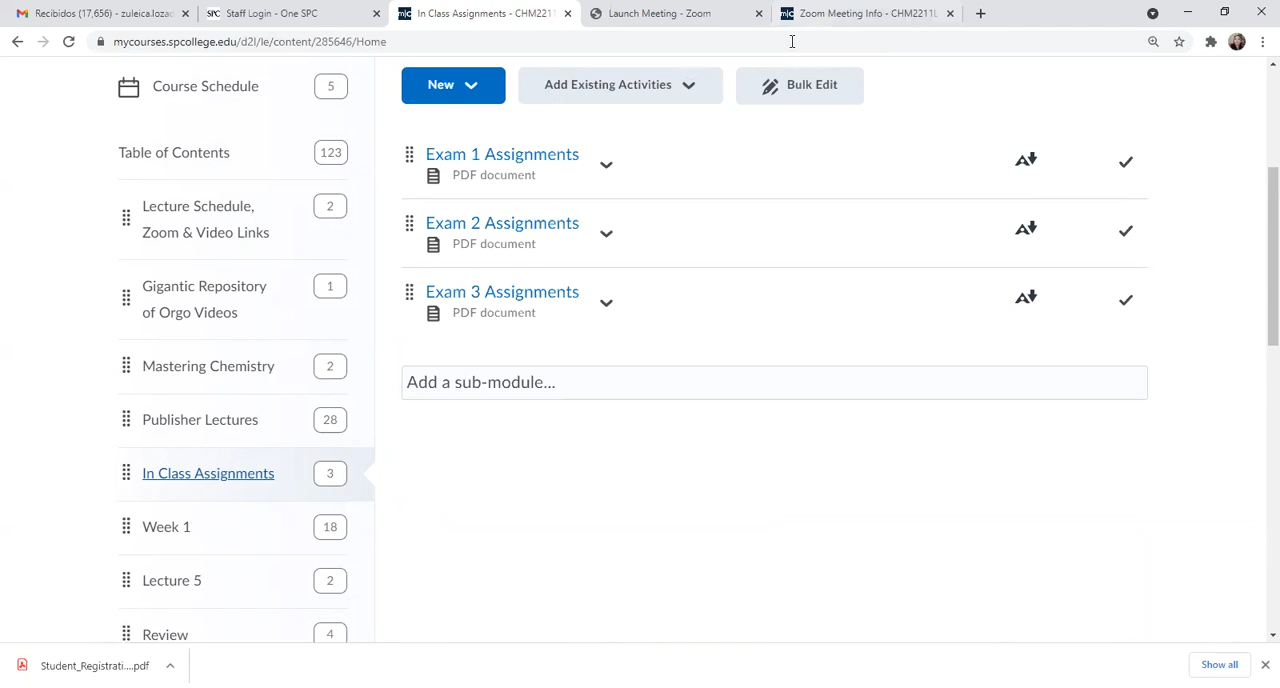 Recibidos (17,656) - zuleica.lozad
SPC Staff Login - One SPC
In Class Assignments - CHM2211
Launch Meeting - Zoom
Zoom Meeting Info - CHM2211L
mycourses.spcollege.edu/d2l/le/content/285646/Home
Course Schedule 5
Table of Contents 123
Lecture Schedule,
Zoom & Video Links
2
Gigantic Repository
of Orgo Videos
1
Mastering Chemistry 2
Publisher Lectures 28
In Class Assignments 3
Week 1 18
Lecture 5 2
Review 4
New
Add Existing Activities
Bulk Edit
Exam 1 Assignments
PDF document
Exam 2 Assignments
PDF document
Exam 3 Assignments
PDF document
Add a sub-module...
Student_Registrati....pdf
Show all